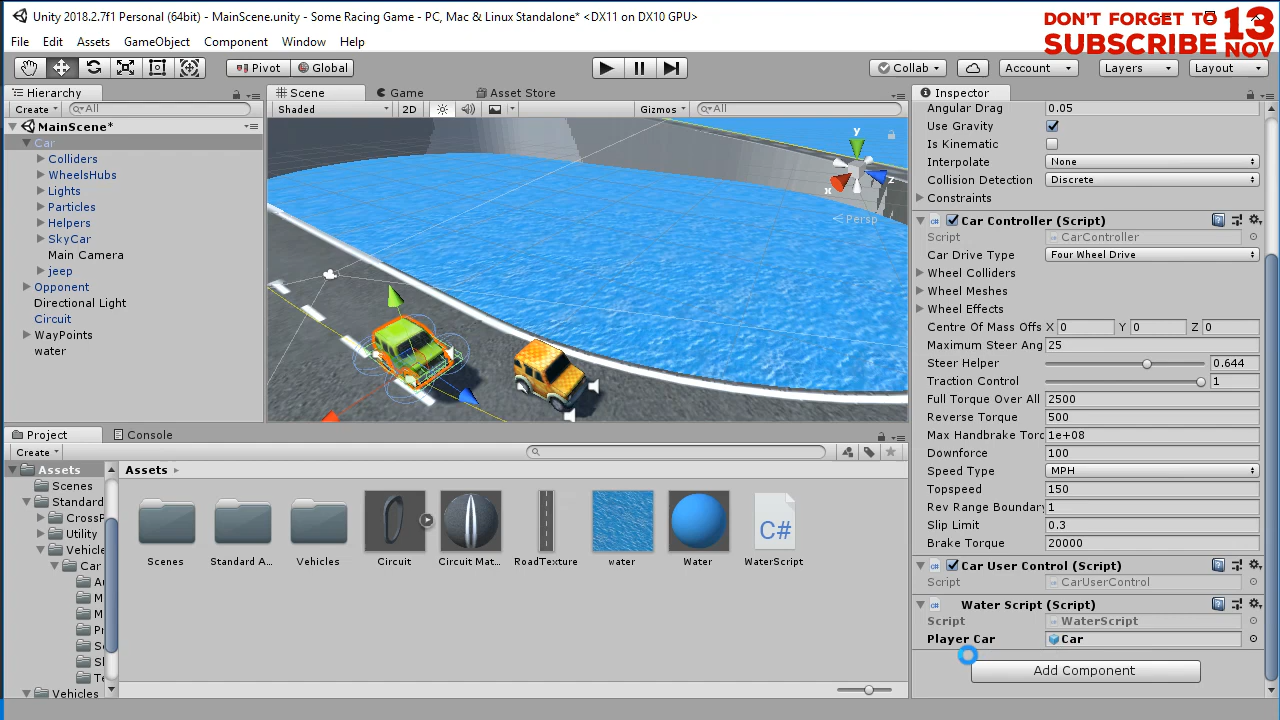 Unity 2018.2.7f1 Personal (64bit) - MainScene.unity - Some Racing Game - PC, Mac & Linux Standalone* <DX11 on DX10 GPU>
DON'T FORGET TO
SUBSCRIBE
13
NOV
File Edit Assets GameObject Component Window Help
Pivot Global Collab Account Layers Layout
Hierarchy
Create All
MainScene*
Car
Colliders
WheelsHubs
Lights
Particles
Helpers
SkyCar
Main Camera
jeep
Opponent
Directional Light
Circuit
WayPoints
water
Scene Game Asset Store
Shaded 2D Gizmos All
y
x
z
Persp
Project Console
Create
Assets
Scenes
Standard
CrossP
Utility
Vehicle
Car
A
M
M
P
S
S
T
Vehicles
Assets
Scenes Standard A... Vehicles Circuit Circuit Mat... RoadTexture water Water WaterScript
C#
Inspector
Angular Drag 0.05
Use Gravity
Is Kinematic
Interpolate None
Collision Detection Discrete
Constraints
Car Controller (Script)
Script CarController
Car Drive Type Four Wheel Drive
Wheel Colliders
Wheel Meshes
Wheel Effects
Centre Of Mass Offs X 0 Y 0 Z 0
Maximum Steer Ang 25
Steer Helper 0.644
Traction Control 1
Full Torque Over All 2500
Reverse Torque 500
Max Handbrake Torc 1e+08
Downforce 100
Speed Type MPH
Topspeed 150
Rev Range Boundary 1
Slip Limit 0.3
Brake Torque 20000
Car User Control (Script)
Script CarUserControl
Water Script (Script)
Script WaterScript
Player Car Car
Add Component